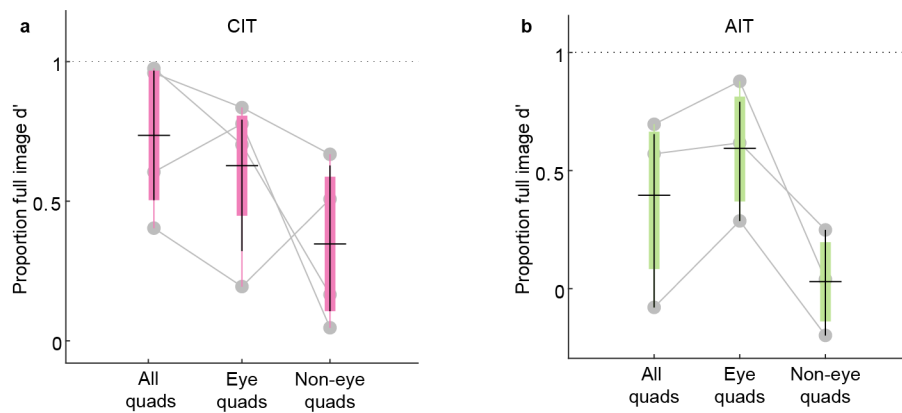 a
CIT
Proportion full image d'
1
0.5
0
All
quads
Eye
quads
Non-eye
quads
b
AIT
Proportion full image d'
1
0.5
0
All
quads
Eye
quads
Non-eye
quads